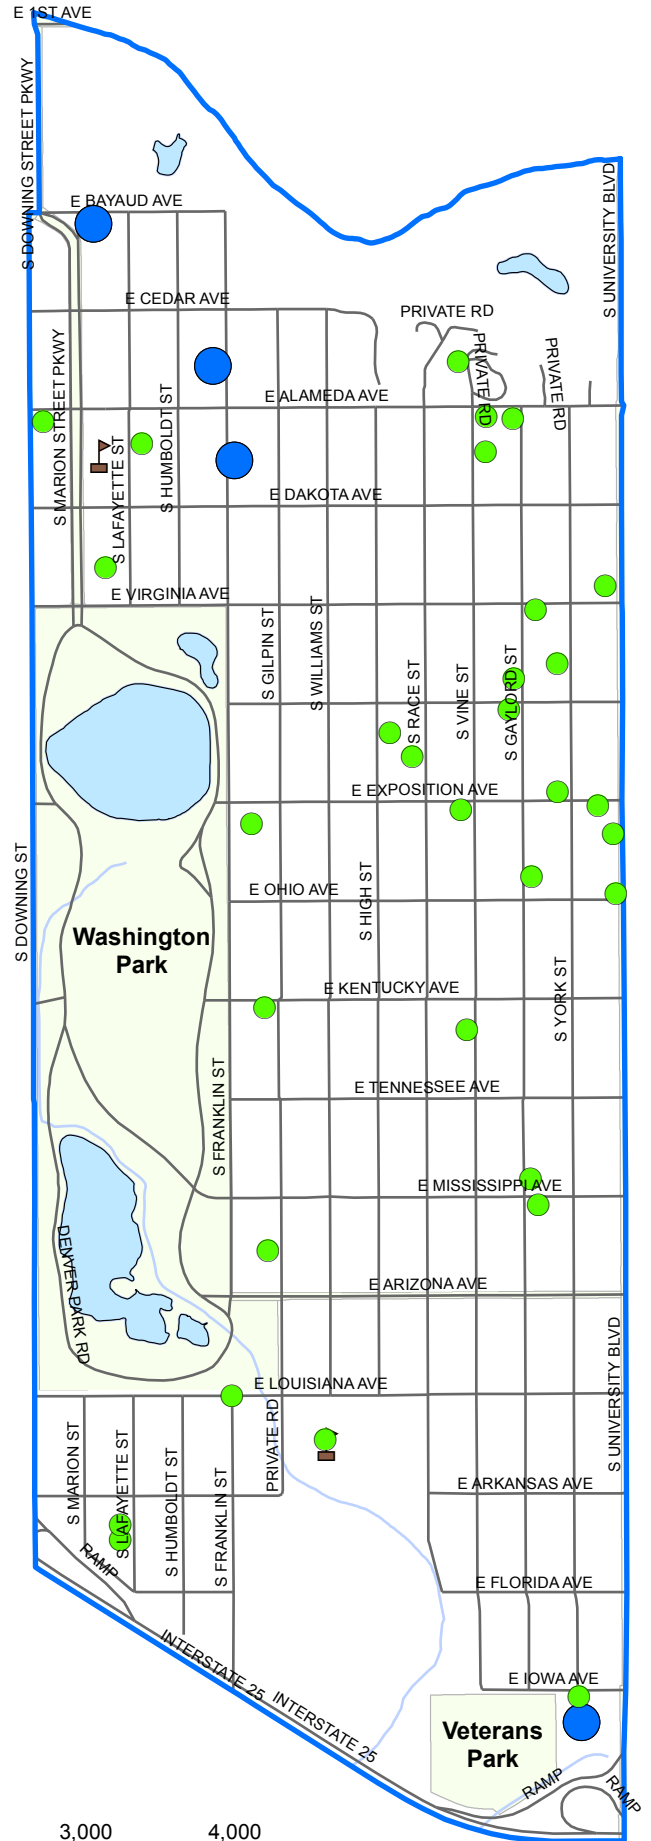 E 1ST AVE
S DOWNING STREET PKWY
S UNIVERSITY BLVD
E BAYAUD AVE
E CEDAR AVE
PRIVATE RD
PRIVATE RD
PRIVATE RD
S MARION STREET PKWY
S HUMBOLDT ST
E ALAMEDA AVE
S LAFAYETTE ST
E DAKOTA AVE
E VIRGINIA AVE
S GILPIN ST
S WILLIAMS ST
S RACE ST
S VINE ST
S GAYLORD ST
E EXPOSITION AVE
S DOWNING ST
E OHIO AVE
S HIGH ST
Washington
Park
E KENTUCKY AVE
S YORK ST
S FRANKLIN ST
E TENNESSEE AVE
E MISSISSIPPI AVE
DENVER PARK RD
E ARIZONA AVE
S UNIVERSITY BLVD
E LOUISIANA AVE
PRIVATE RD
S MARION ST
S LAFAYETTE ST
S HUMBOLDT ST
S FRANKLIN ST
E ARKANSAS AVE
RAMP
E FLORIDA AVE
INTERSTATE 25
INTERSTATE 25
E IOWA AVE
Veterans
Park
RAMP
RAMP
3,000
4,000